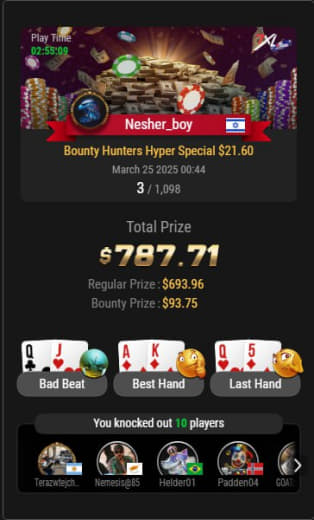 Play Time
02:55:09
Nesher_boy
Bounty Hunters Hyper Special $21.60
March 25 2025 00:44
3 / 1,098
Total Prize
$787.71
Regular Prize : $693.96
Bounty Prize : $93.75
Q J A K Q 5
Bad Beat Best Hand Last Hand
You knocked out 10 players
Terazwtejch... Nemesis@85 Helder01 Padden04 GOAT